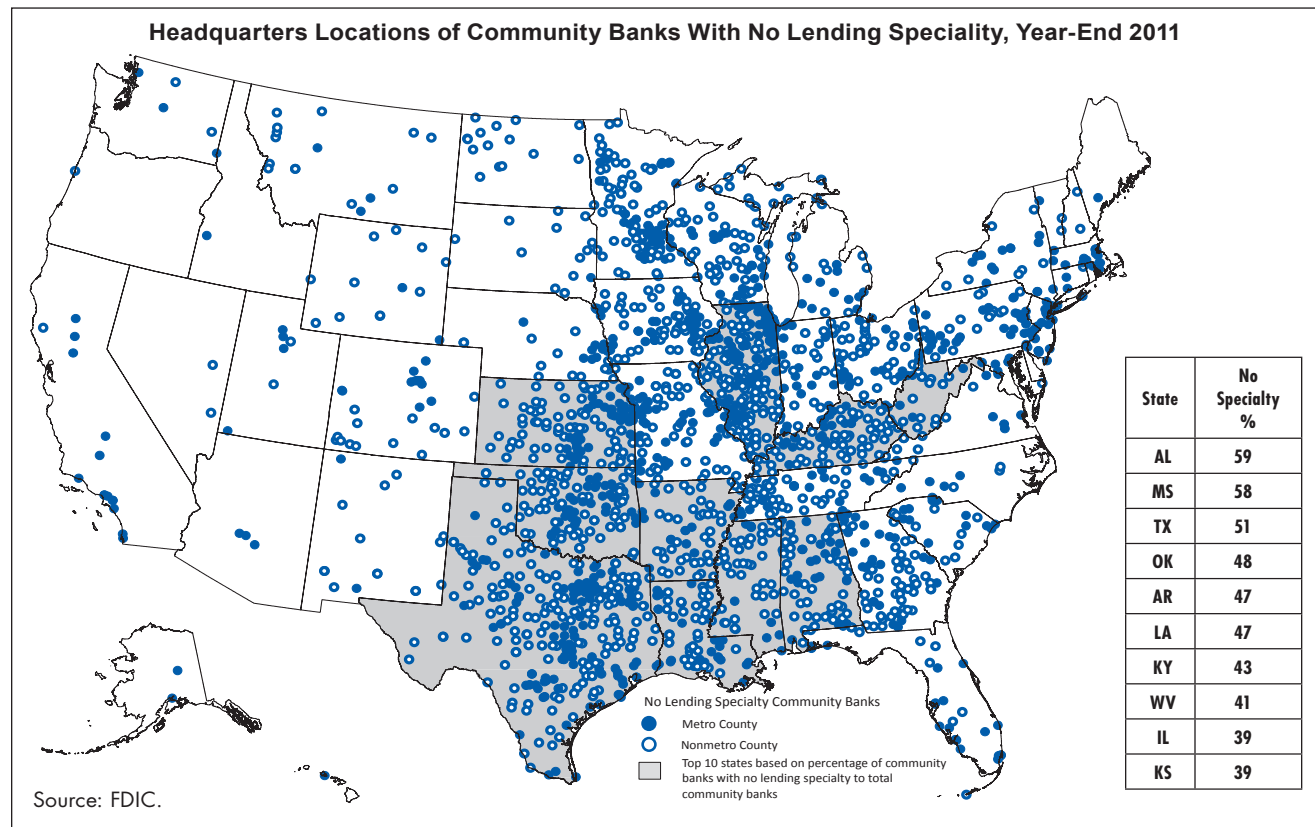 Headquarters Locations of Community Banks With No Lending Speciality, Year-End 2011
State No Specialty %
AL 59
MS 58
TX 51
OK 48
AR 47
LA 47
KY 43
WV 41
IL 39
KS 39
No Lending Specialty Community Banks
Metro County
Nonmetro County
Top 10 states based on percentage of community
banks with no lending specialty to total
community banks
Source: FDIC.